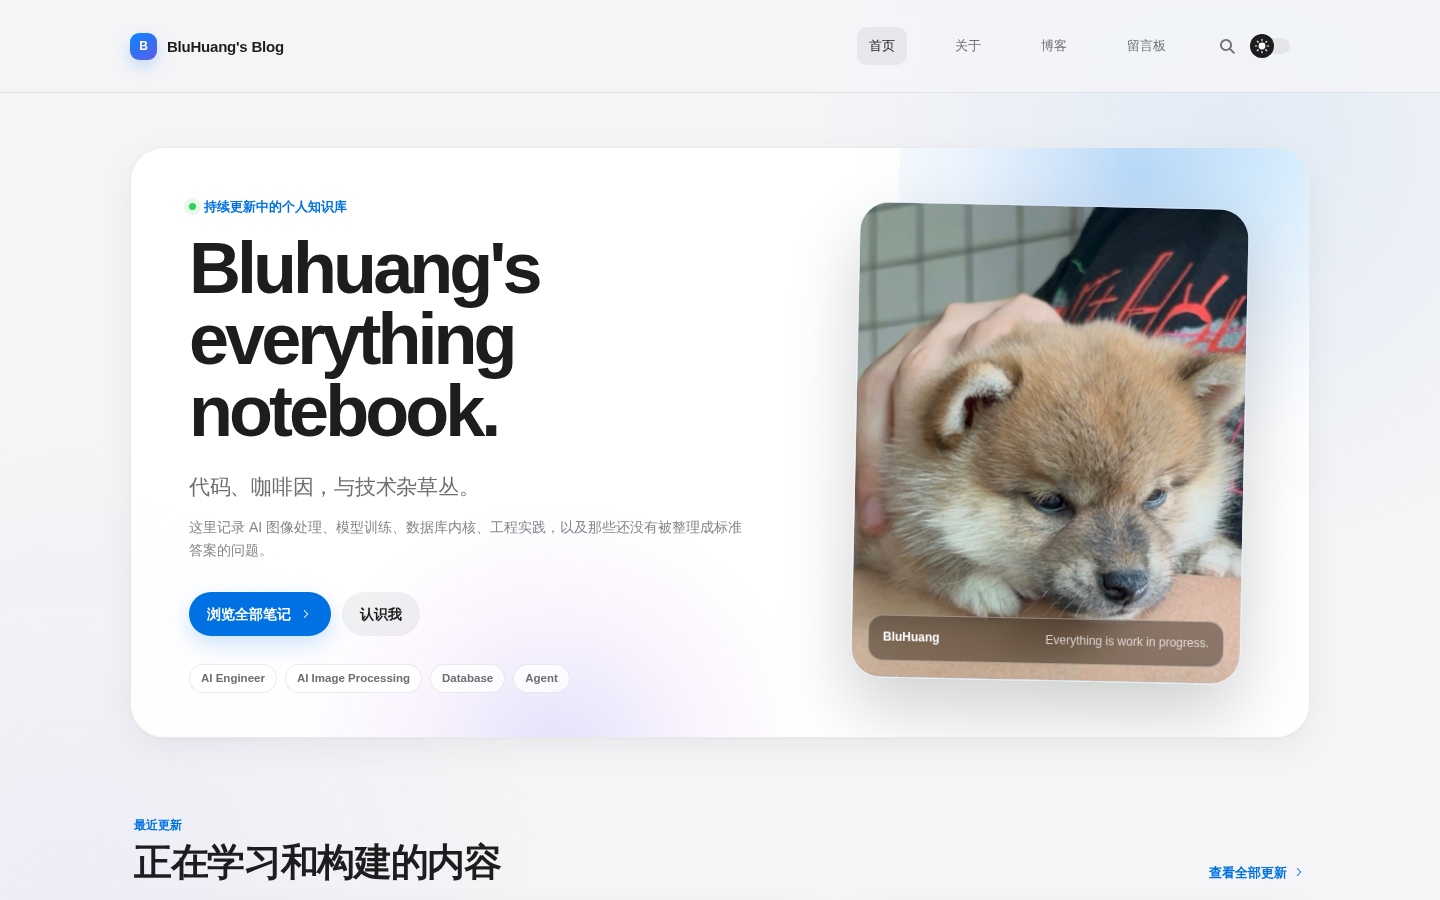 B
BluHuang's Blog
首页
关于
博客
留言板
持续更新中的个人知识库
Bluhuang's
everything
notebook.
代码、咖啡因，与技术杂草丛。
这里记录 AI 图像处理、模型训练、数据库内核、工程实践，以及那些还没有被整理成标准
答案的问题。
浏览全部笔记
认识我
AI Engineer
AI Image Processing
Database
Agent
BluHuang
Everything is work in progress.
最近更新
正在学习和构建的内容
查看全部更新